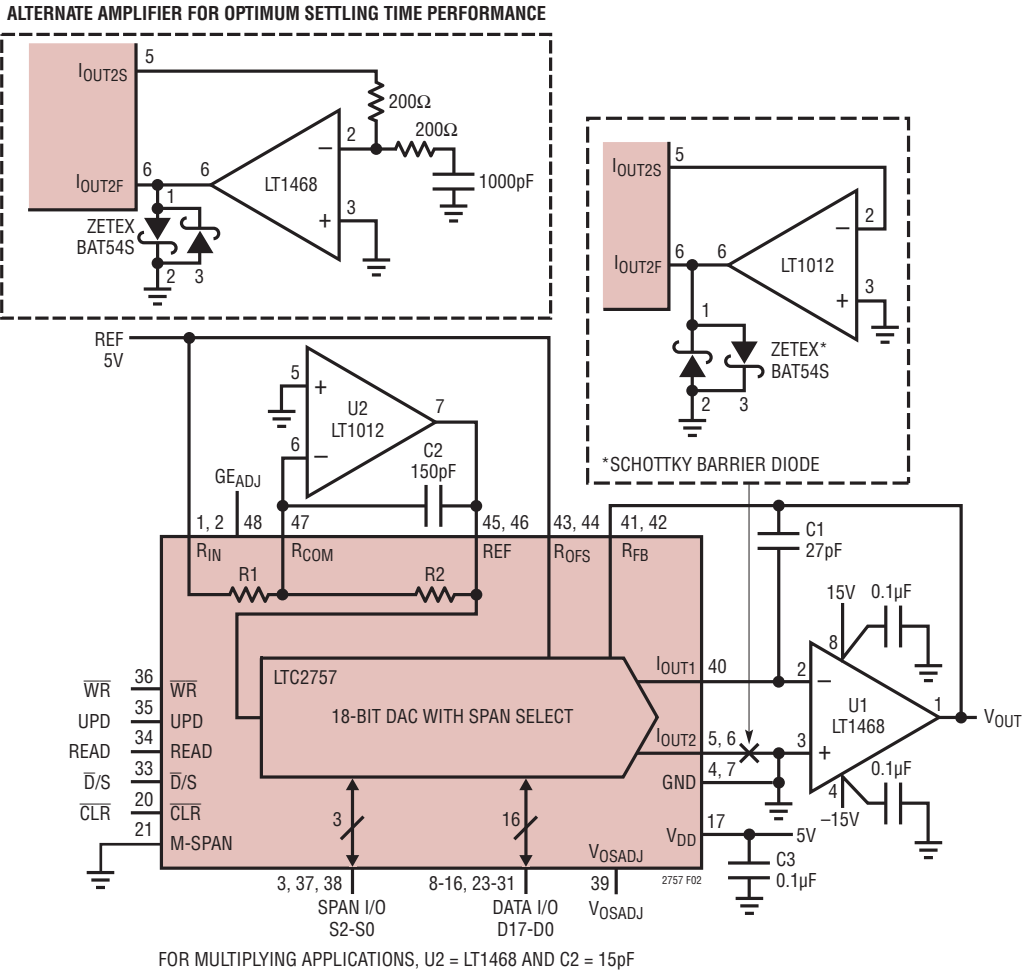 ALTERNATE AMPLIFIER FOR OPTIMUM SETTLING TIME PERFORMANCE
IOUT2S
5
200Ω
200Ω
2
−
LT1468
1000pF
IOUT2F
6
6
3
+
1
ZETEX
BAT54S
2
3
IOUT2S
5
2
−
LT1012
IOUT2F
6
6
3
+
1
ZETEX*
BAT54S
2
3
*SCHOTTKY BARRIER DIODE
REF
5V
5
+
U2
LT1012
7
6
−
C2
150pF
GEADJ
1, 2
48
47
45, 46
43, 44
41, 42
RIN
RCOM
REF
ROFS
RFB
C1
27pF
R1
R2
15V
0.1µF
8
LTC2757
18-BIT DAC WITH SPAN SELECT
IOUT1
40
2
−
U1
LT1468
1
VOUT
IOUT2
5, 6
3
+
GND
4, 7
4
0.1µF
–15V
WR
36
WR
UPD
35
UPD
READ
34
READ
D/S
33
D/S
CLR
20
CLR
21
M-SPAN
3
16
VDD
17
5V
C3
0.1µF
VOSADJ
2757 F02
3, 37, 38
8-16, 23-31
39
SPAN I/O
S2-S0
DATA I/O
D17-D0
VOSADJ
FOR MULTIPLYING APPLICATIONS, U2 = LT1468 AND C2 = 15pF